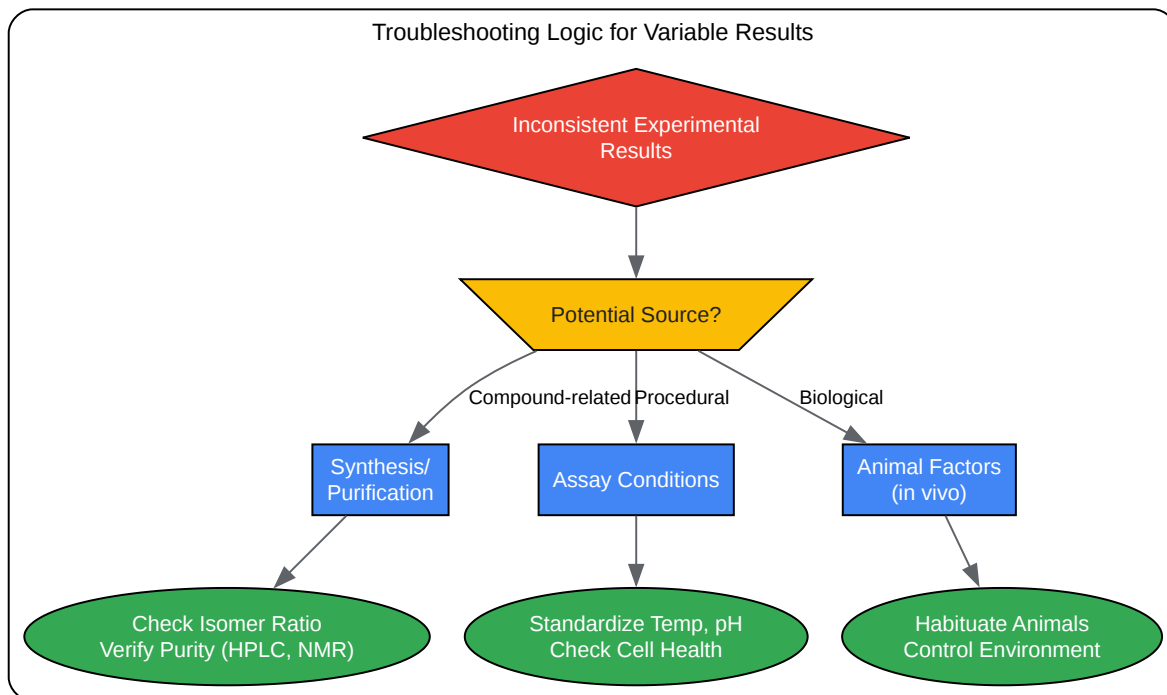 Troubleshooting Logic for Variable Results
Inconsistent Experimental
Results
Potential Source?
Compound-related
Procedural
Biological
Synthesis/
Purification
Assay Conditions
Animal Factors
(in vivo)
Check Isomer Ratio
Verify Purity (HPLC, NMR)
Standardize Temp, pH
Check Cell Health
Habituate Animals
Control Environment